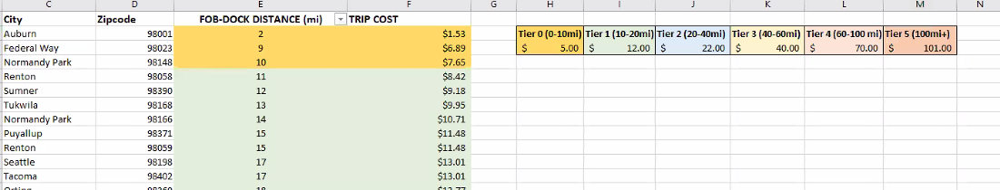 C D E F G H I J K L M N
City Zipcode FOB-DOCK DISTANCE (mi) TRIP COST
Auburn 98001 2 $1.53 Tier 0 (0-10mi) Tier 1 (10-20mi) Tier 2 (20-40mi) Tier 3 (40-60mi) Tier 4 (60-100 mi) Tier 5 (100mi+)
Federal Way 98023 9 $6.89 $ 5.00 $ 12.00 $ 22.00 $ 40.00 $ 70.00 $ 101.00
Normandy Park 98148 10 $7.65
Renton 98058 11 $8.42
Sumner 98390 12 $9.18
Tukwila 98168 13 $9.95
Normandy Park 98166 14 $10.71
Puyallup 98371 15 $11.48
Renton 98059 15 $11.48
Seattle 98198 17 $13.01
Tacoma 98402 17 $13.01
Orting 98360 18 $13.77